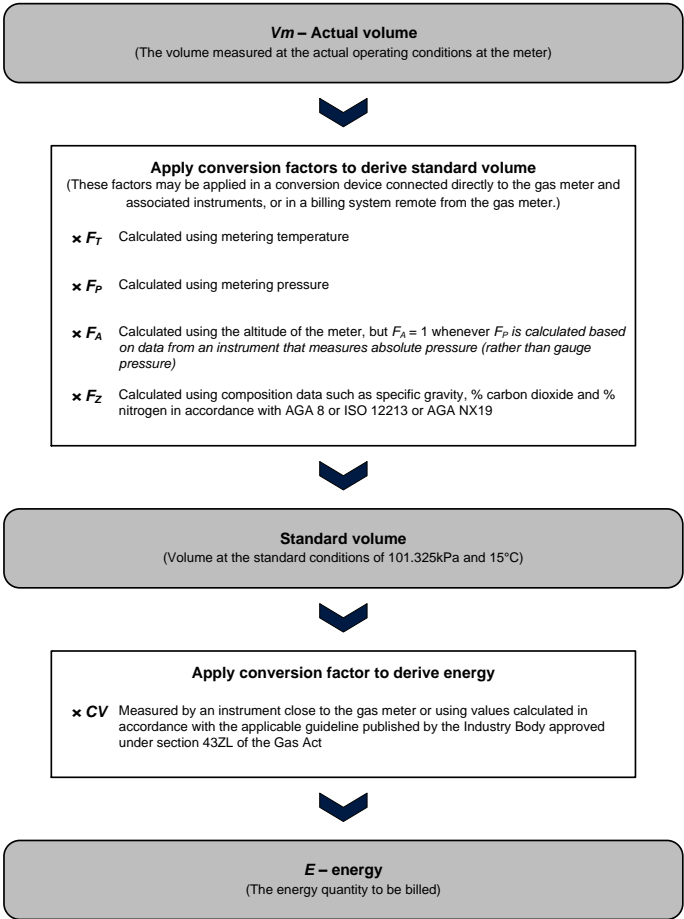 Vm – Actual volume
(The volume measured at the actual operating conditions at the meter)
Apply conversion factors to derive standard volume
(These factors may be applied in a conversion device connected directly to the gas meter and
associated instruments, or in a billing system remote from the gas meter.)
× FT Calculated using metering temperature
× FP Calculated using metering pressure
× FA Calculated using the altitude of the meter, but FA = 1 whenever FP is calculated based
on data from an instrument that measures absolute pressure (rather than gauge
pressure)
× FZ Calculated using composition data such as specific gravity, % carbon dioxide and %
nitrogen in accordance with AGA 8 or ISO 12213 or AGA NX19
Standard volume
(Volume at the standard conditions of 101.325kPa and 15°C)
Apply conversion factor to derive energy
× CV Measured by an instrument close to the gas meter or using values calculated in
accordance with the applicable guideline published by the Industry Body approved
under section 43ZL of the Gas Act
E – energy
(The energy quantity to be billed)